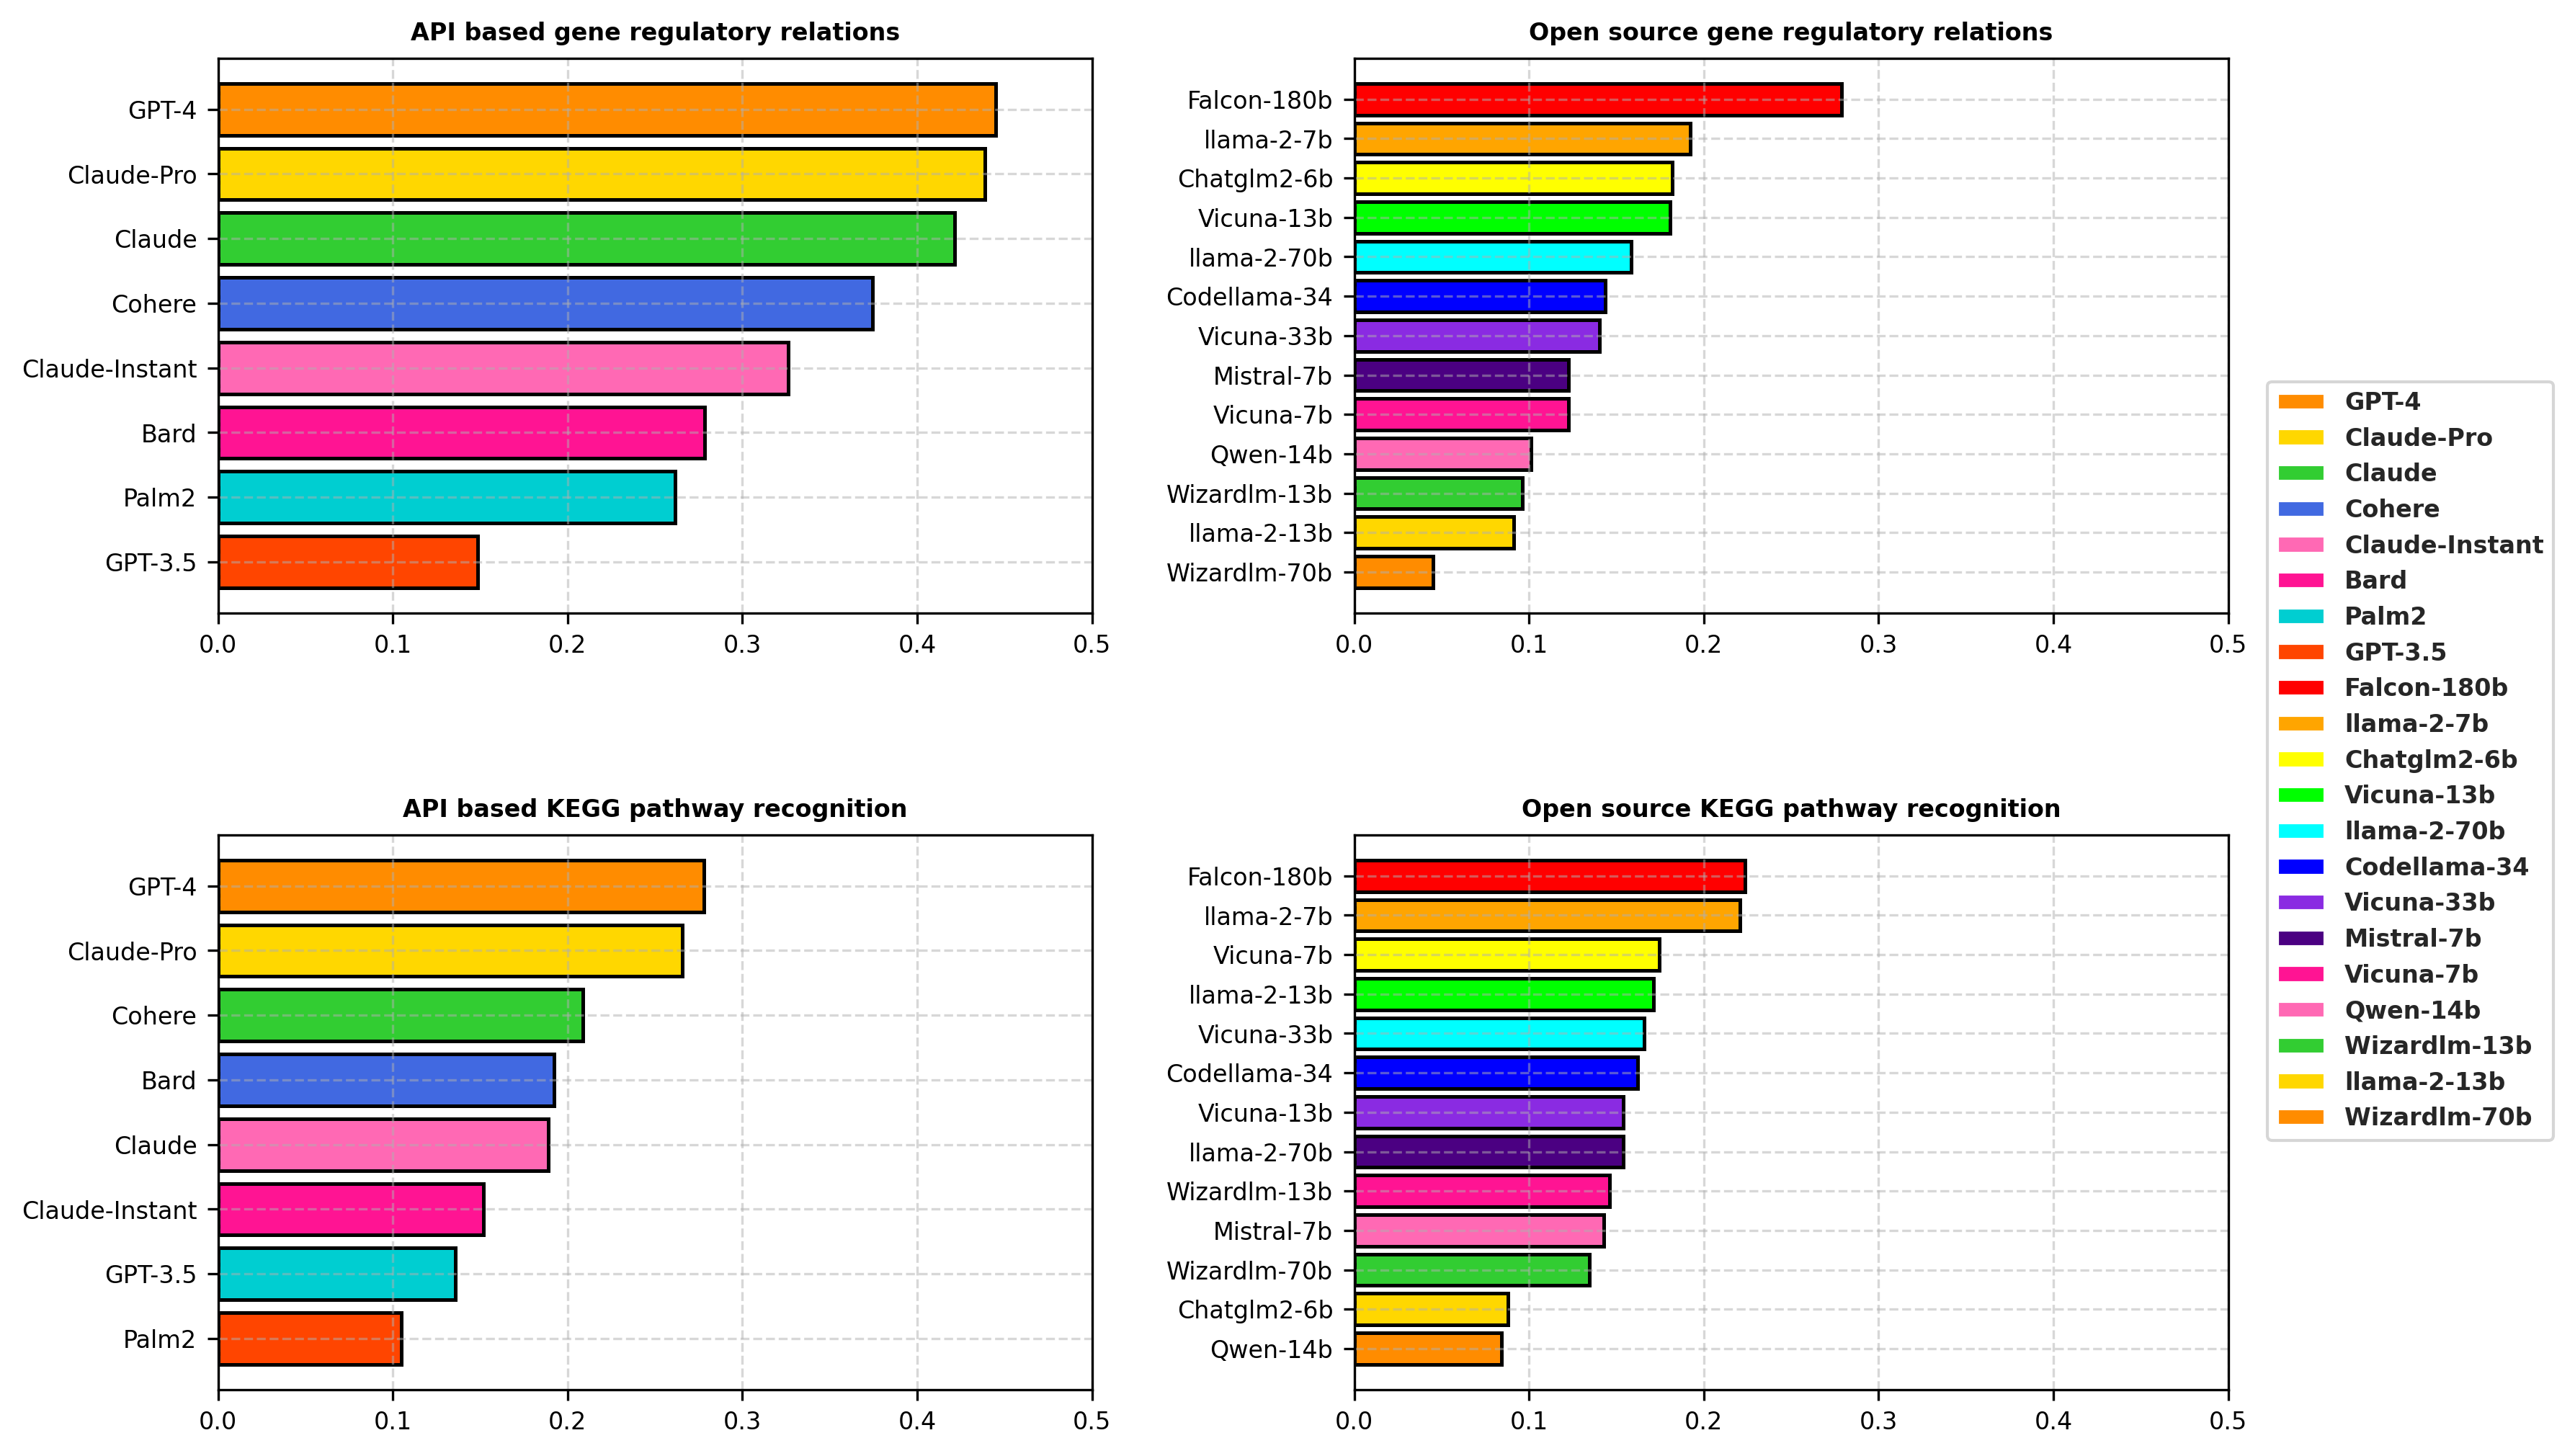 API based gene regulatory relations
GPT-4
Claude-Pro
Claude
Cohere
Claude-Instant
Bard
Palm2
GPT-3.5
0.0 0.1 0.2 0.3 0.4 0.5
Open source gene regulatory relations
Falcon-180b
llama-2-7b
Chatglm2-6b
Vicuna-13b
llama-2-70b
Codellama-34
Vicuna-33b
Mistral-7b
Vicuna-7b
Qwen-14b
Wizardlm-13b
llama-2-13b
Wizardlm-70b
0.0 0.1 0.2 0.3 0.4 0.5
API based KEGG pathway recognition
GPT-4
Claude-Pro
Cohere
Bard
Claude
Claude-Instant
GPT-3.5
Palm2
0.0 0.1 0.2 0.3 0.4 0.5
Open source KEGG pathway recognition
Falcon-180b
llama-2-7b
Vicuna-7b
llama-2-13b
Vicuna-33b
Codellama-34
Vicuna-13b
llama-2-70b
Wizardlm-13b
Mistral-7b
Wizardlm-70b
Chatglm2-6b
Qwen-14b
0.0 0.1 0.2 0.3 0.4 0.5
GPT-4
Claude-Pro
Claude
Cohere
Claude-Instant
Bard
Palm2
GPT-3.5
Falcon-180b
llama-2-7b
Chatglm2-6b
Vicuna-13b
llama-2-70b
Codellama-34
Vicuna-33b
Mistral-7b
Vicuna-7b
Qwen-14b
Wizardlm-13b
llama-2-13b
Wizardlm-70b